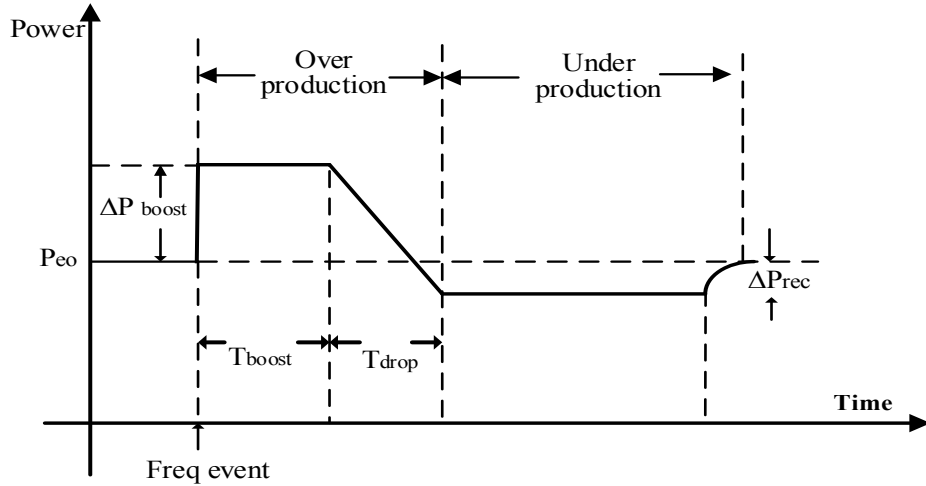 Power
Over
production
Under
production
ΔP boost
Peo
ΔPrec
Tboost
Tdrop
Time
Freq event